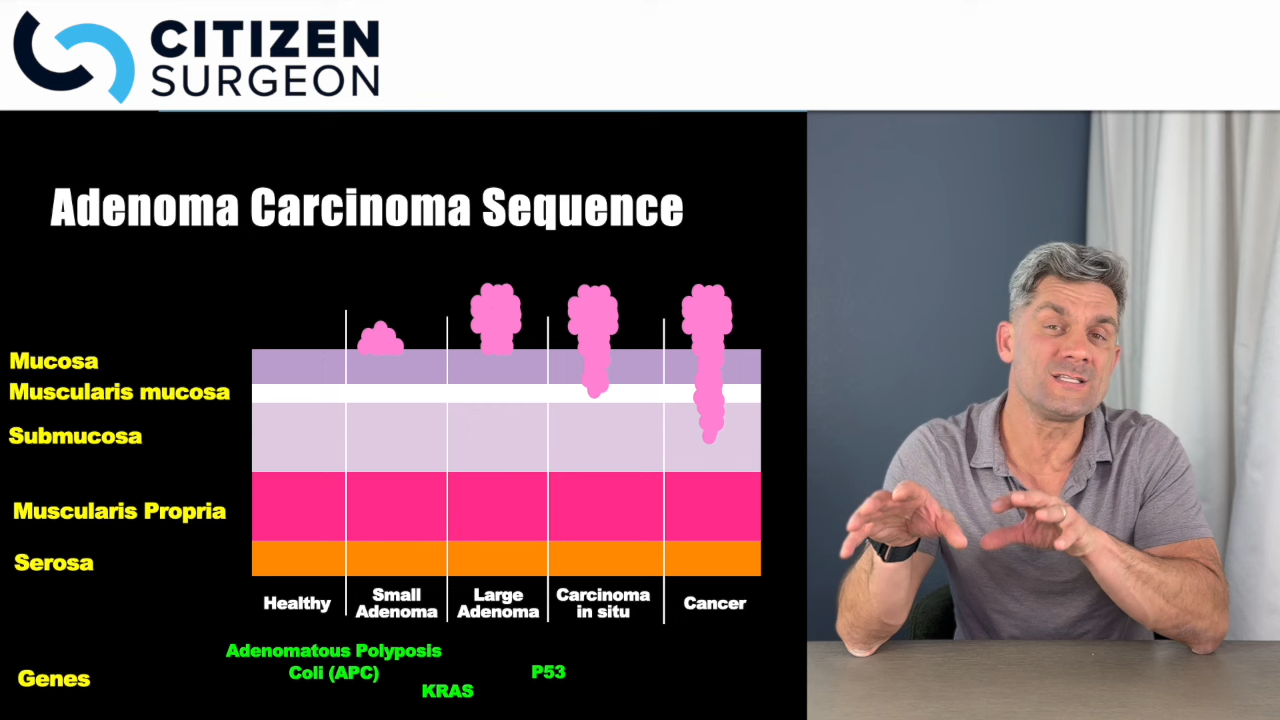 CITIZEN
SURGEON
Adenoma Carcinoma Sequence
Mucosa
Muscularis mucosa
Submucosa
Muscularis Propria
Serosa
Healthy
Small
Adenoma
Large
Adenoma
Carcinoma
in situ
Cancer
Genes
Adenomatous Polyposis
Coli (APC)
KRAS
P53